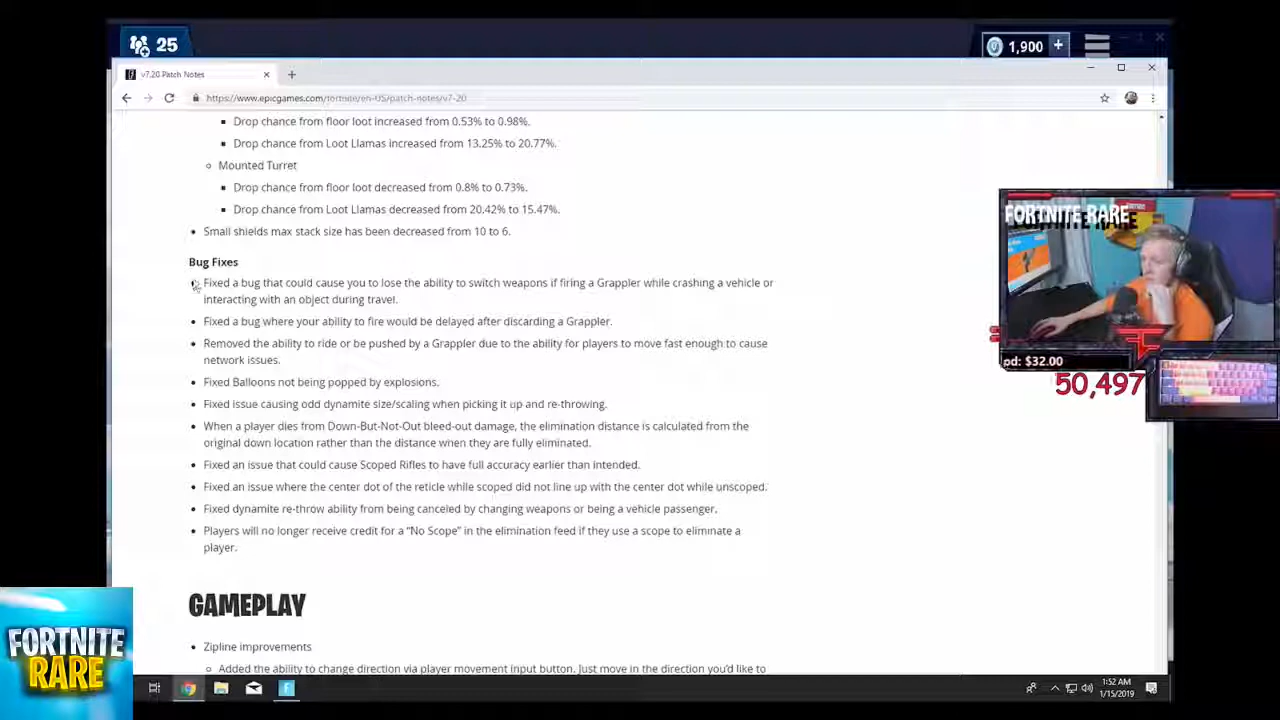 25
1,900
v7.20 Patch Notes
https://www.epicgames.com/fortnite/en-US/patch-notes/v7-20
Drop chance from floor loot increased from 0.53% to 0.98%.
Drop chance from Loot Llamas increased from 13.25% to 20.77%.
Mounted Turret
Drop chance from floor loot decreased from 0.8% to 0.73%.
Drop chance from Loot Llamas decreased from 20.42% to 15.47%.
Small shields max stack size has been decreased from 10 to 6.
Bug Fixes
Fixed a bug that could cause you to lose the ability to switch weapons if firing a Grappler while crashing a vehicle or
interacting with an object during travel.
Fixed a bug where your ability to fire would be delayed after discarding a Grappler.
Removed the ability to ride or be pushed by a Grappler due to the ability for players to move fast enough to cause
network issues.
Fixed Balloons not being popped by explosions.
Fixed issue causing odd dynamite size/scaling when picking it up and re-throwing.
When a player dies from Down-But-Not-Out bleed-out damage, the elimination distance is calculated from the
original down location rather than the distance when they are fully eliminated.
Fixed an issue that could cause Scoped Rifles to have full accuracy earlier than intended.
Fixed an issue where the center dot of the reticle while scoped did not line up with the center dot while unscoped.
Fixed dynamite re-throw ability from being canceled by changing weapons or being a vehicle passenger.
Players will no longer receive credit for a “No Scope” in the elimination feed if they use a scope to eliminate a
player.
GAMEPLAY
Zipline improvements
Added the ability to change direction via player movement input button. Just move in the direction you'd like to
FORTNITE RARE
pd: $32.00
50,497
FORTNITE
RARE
1:52 AM
1/15/2019